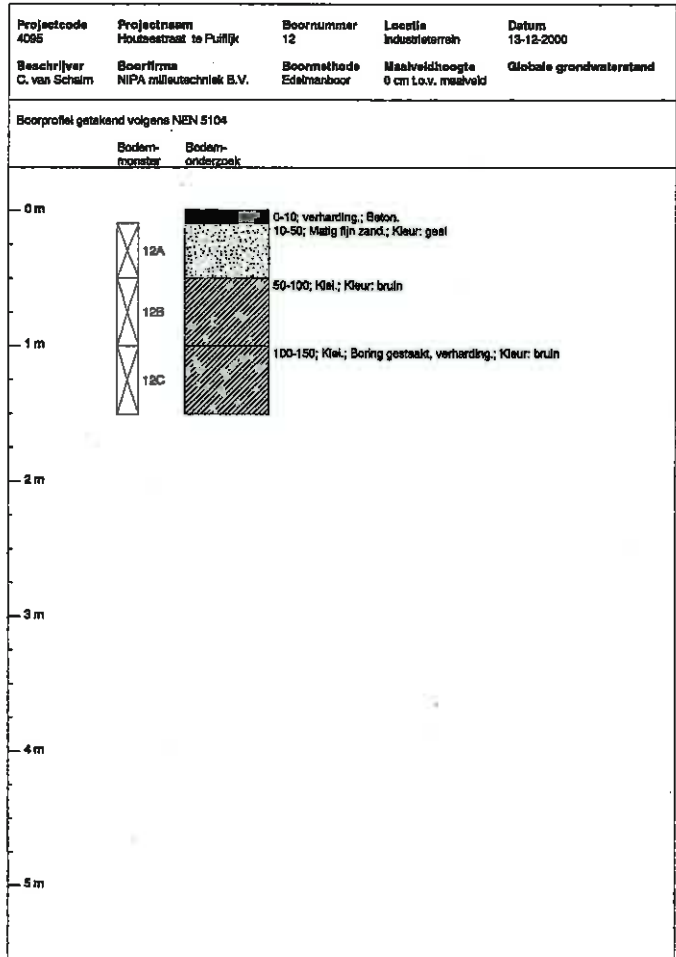 Projectcode Projectnaam Boornummer Locatie Datum
4095 Houtsestraat te Puiflijk 12 Industrieterrein 13-12-2000
Beschrijver Boorfirma Boormethode Maaiveldhoogte Globale grondwaterstand
C. van Schaim NIPA milieutechniek B.V. Edelmanboor 0 cm t.o.v. maaiveld
Boorprofiel getekend volgens NEN 5104
Bodem- Bodem-
monster onderzoek
0 m
0-10; verharding.; Beton.
10-50; Matig fijn zand.; Kleur: geel
12A
50-100; Klei.; Kleur: bruin
12B
1 m
100-150; Klei.; Boring gestaakt, verharding.; Kleur: bruin
12C
2 m
3 m
4 m
5 m